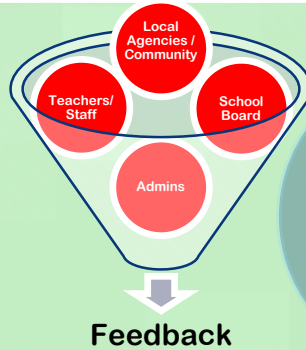 Local
Agencies /
Community
Teachers/
Staff
School
Board
Admins
Feedback